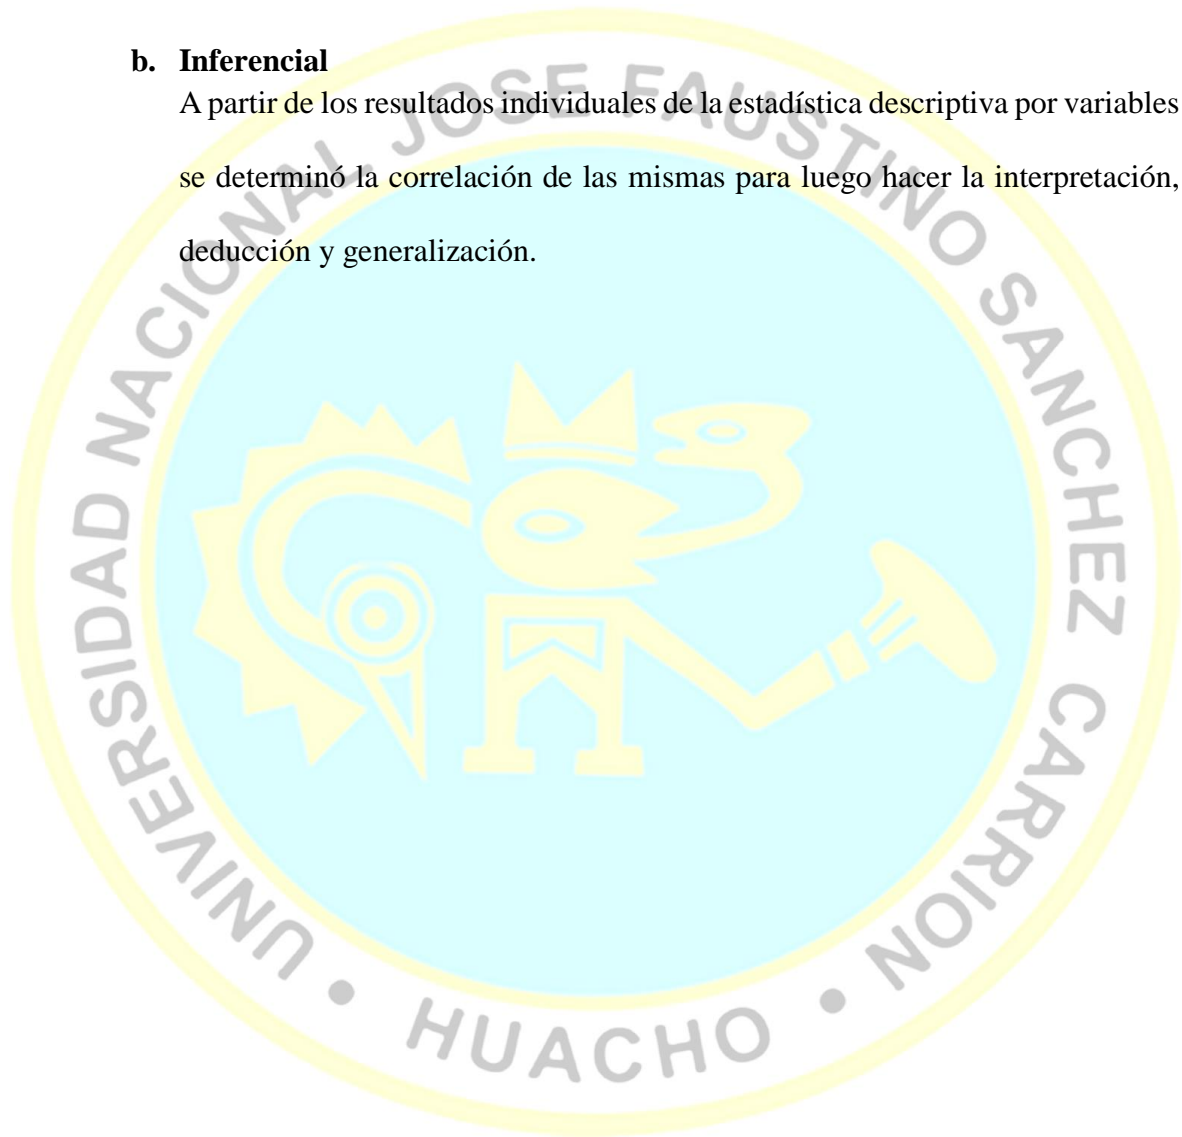 b. Inferencial
A partir de los resultados individuales de la estadística descriptiva por variables
se determinó la correlación de las mismas para luego hacer la interpretación,
deducción y generalización.
UNIVERSIDAD NACIONAL JOSE FAUSTINO SANCHEZ CARRION • HUACHO •